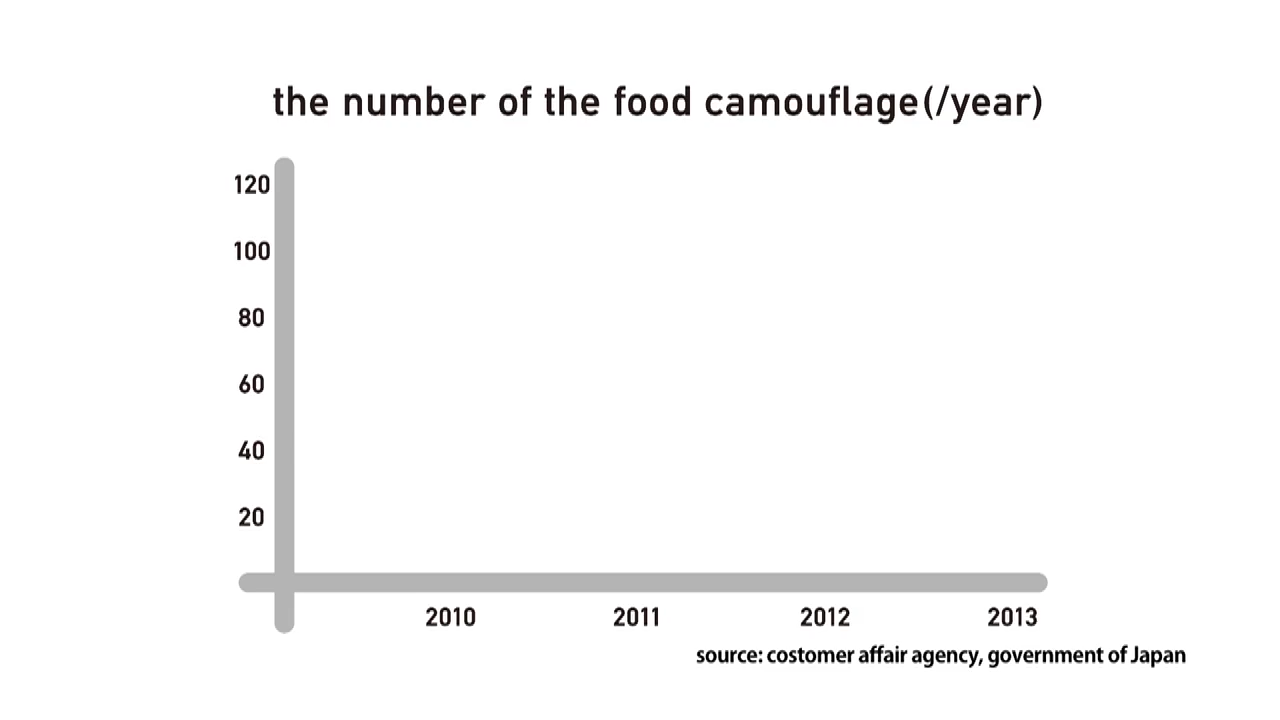 the number of the food camouflage(/year)
120
100
80
60
40
20
2010 2011 2012 2013
source: costomer affair agency, government of Japan